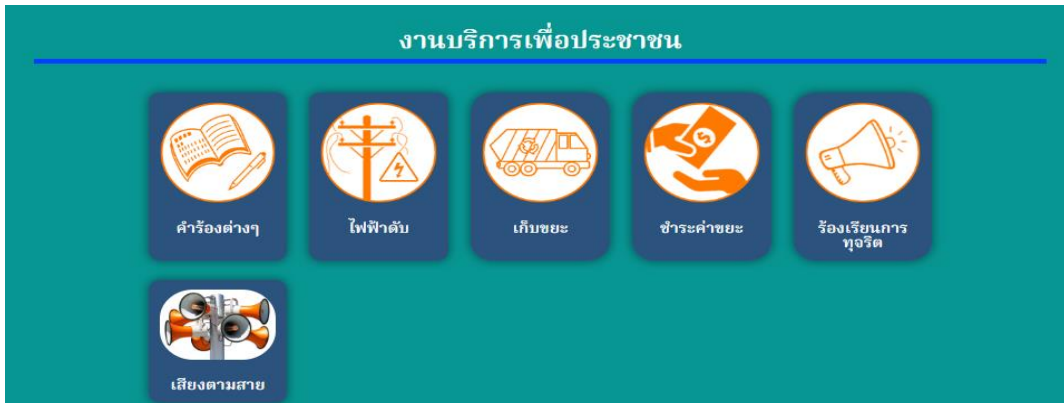 งานบริการเพื่อประชาชน
คำร้องต่างๆ
ไฟฟ้าดับ
เก็บขยะ
ชำระค่าขยะ
ร้องเรียนการ
ทุจริต
เสียงตามสาย